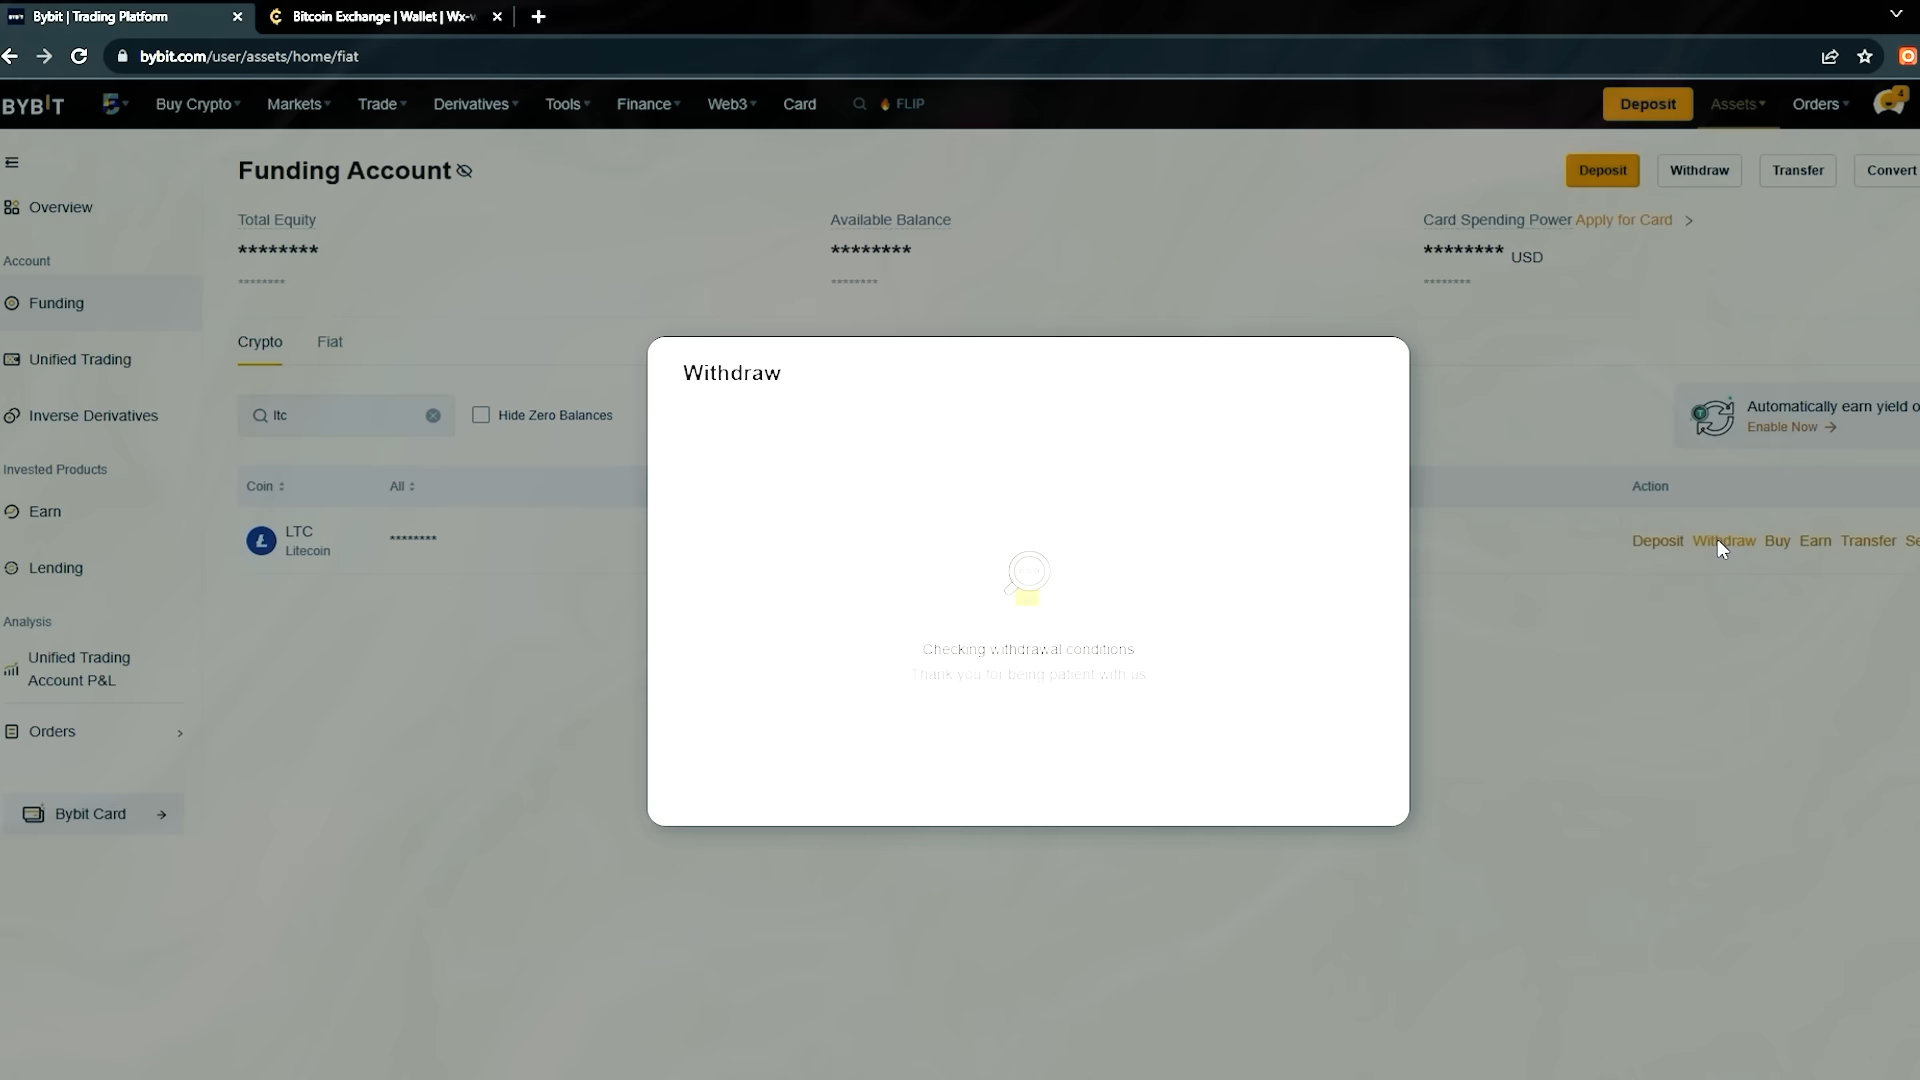 Bybit | Trading Platform
Bitcoin Exchange | Wallet | Wx-w
bybit.com/user/assets/home/fiat
BYBIT
Buy Crypto
Markets
Trade
Derivatives
Tools
Finance
Web3
Card
FLIP
Deposit
Assets
Orders
4
Funding Account
Deposit
Withdraw
Transfer
Convert
Overview
Total Equity
********
********
Available Balance
********
********
Card Spending Power Apply for Card >
******** USD
********
Account
Funding
Unified Trading
Inverse Derivatives
Invested Products
Earn
Lending
Analysis
Unified Trading
Account P&L
Orders
Bybit Card
Crypto
Fiat
ltc
Hide Zero Balances
Automatically earn yield o
Enable Now
Coin
All
Action
LTC
Litecoin
********
Deposit Withdraw Buy Earn Transfer Se
Withdraw
Checking withdrawal conditions
Thank you for being patient with us